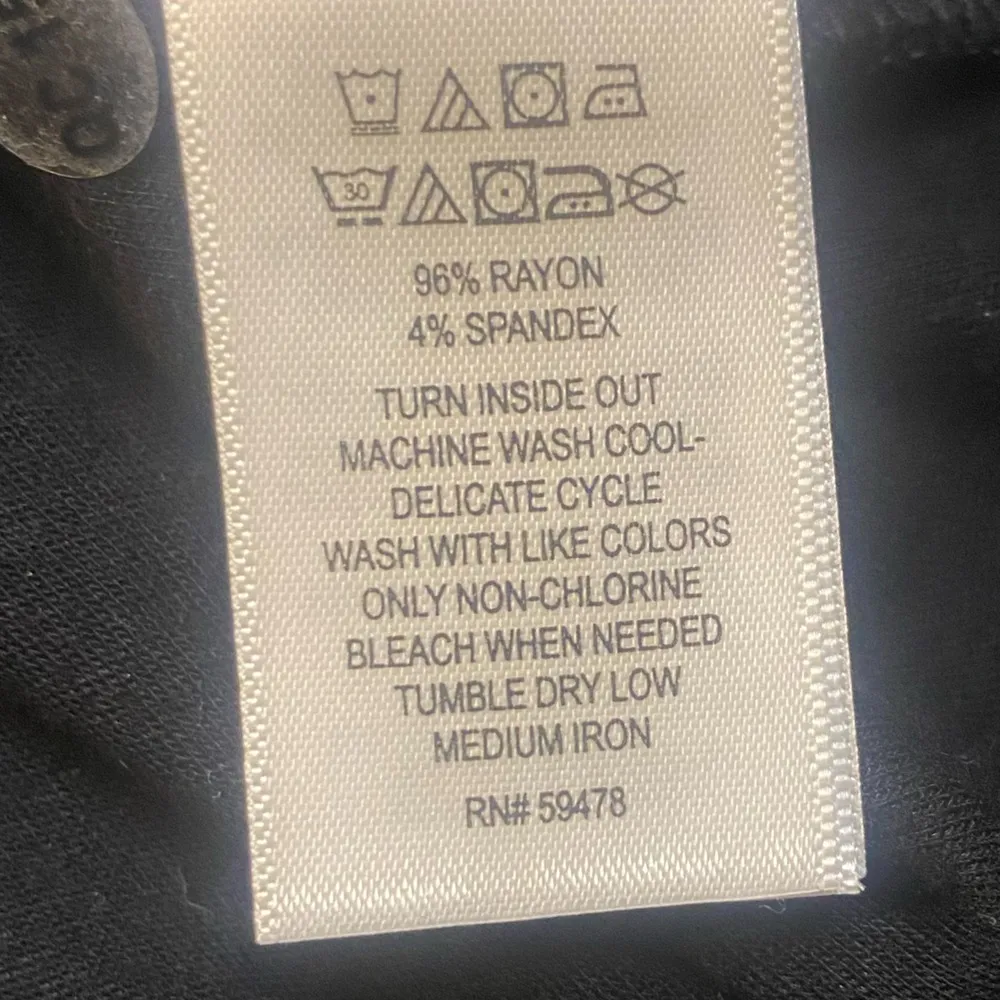 30
96% RAYON
4% SPANDEX
TURN INSIDE OUT
MACHINE WASH COOL-
DELICATE CYCLE
WASH WITH LIKE COLORS
ONLY NON-CHLORINE
BLEACH WHEN NEEDED
TUMBLE DRY LOW
MEDIUM IRON
RN# 59478